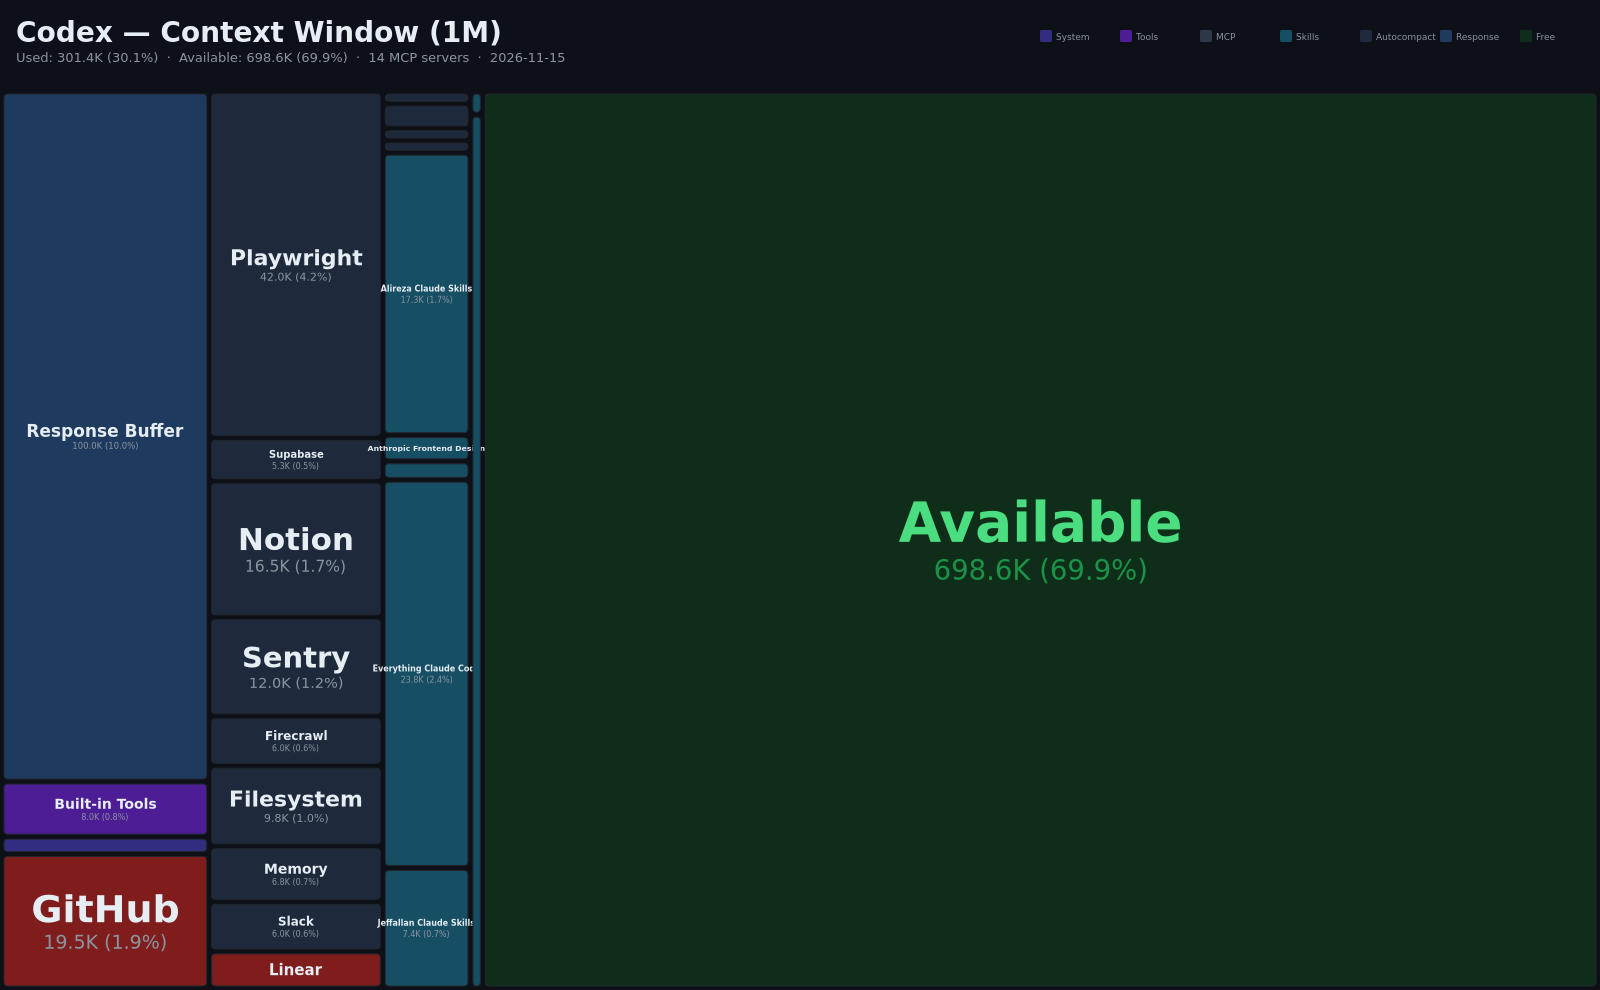 Codex — Context Window (1M)
Used: 301.4K (30.1%) · Available: 698.6K (69.9%) · 14 MCP servers · 2026-11-15
System
Tools
MCP
Skills
Autocompact
Response
Free
Response Buffer
100.0K (10.0%)
Built-in Tools
8.0K (0.8%)
GitHub
19.5K (1.9%)
Playwright
42.0K (4.2%)
Supabase
5.3K (0.5%)
Notion
16.5K (1.7%)
Sentry
12.0K (1.2%)
Firecrawl
6.0K (0.6%)
Filesystem
9.8K (1.0%)
Memory
6.8K (0.7%)
Slack
6.0K (0.6%)
Linear
Alireza Claude Skills
17.3K (1.7%)
Anthropic Frontend Design
Everything Claude Cod
23.8K (2.4%)
Jeffallan Claude Skills
7.4K (0.7%)
Available
698.6K (69.9%)